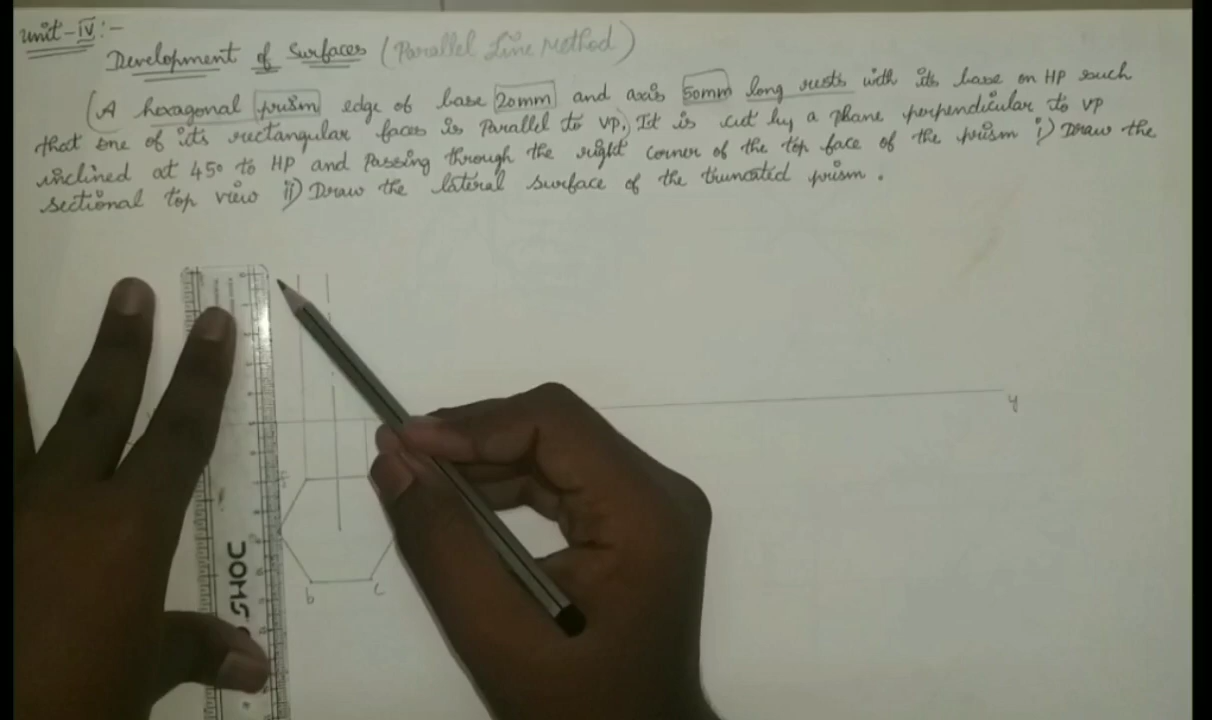 Unit-IV:-
Development of Surfaces (Parallel Line Method)
(A hexagonal prism edge of base 20mm and axis 50mm long rests with its base on HP such
that one of its rectangular faces is Parallel to VP. It is cut by a plane perpendicular to VP
inclined at 45° to HP and Passing through the right corner of the top face of the prism i) Draw the
sectional top view ii) Draw the lateral surface of the truncated prism.
y
b c
DOMS